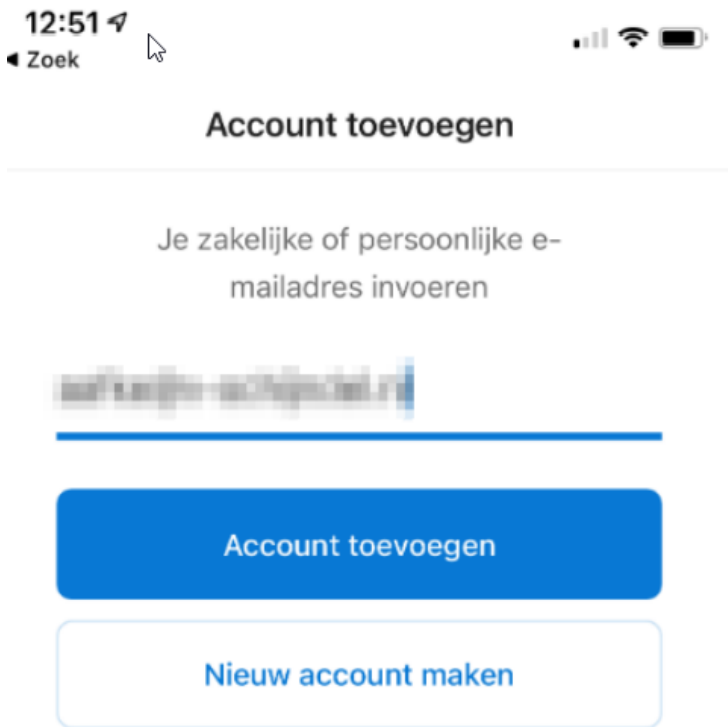 12:51
Zoek
Account toevoegen
Je zakelijke of persoonlijke e-
mailadres invoeren
Account toevoegen
Nieuw account maken